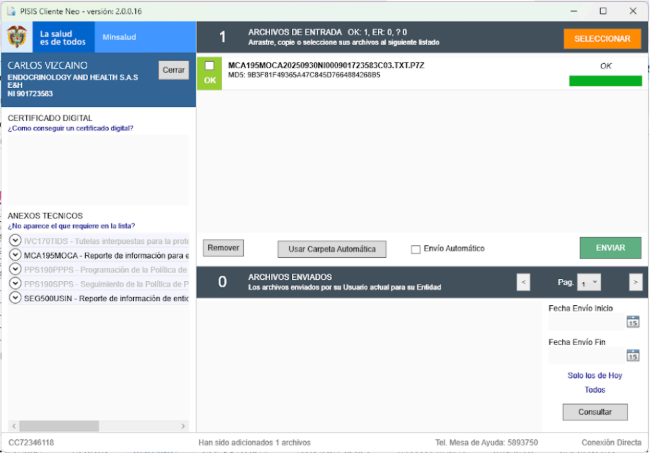 PISIS Cliente Neo - versión: 2.0.0.16
La salud
es de todos
Minsalud
1
ARCHIVOS DE ENTRADA OK: 1, ER: 0, ? 0
Arrastre, copie o seleccione sus archivos al siguiente listado
SELECCIONAR
CARLOS VIZCAINO
ENDOCRINOLOGY AND HEALTH S.A.S
E&H
NI 901723583
Cerrar
OK
MCA195MOCA20250930NI000901723583C03.TXT.P7Z
MD5: 9B3F81F49365A47C845D7664884268B5
OK
CERTIFICADO DIGITAL
¿Como conseguir un certificado digital?
ANEXOS TECNICOS
¿No aparece el que requiere en la lista?
IVC170TIDS - Tutelas interpuestas para la prote
MCA195MOCA - Reporte de información para e
PPS190PPPS - Programación de la Política de
PPS190SPPS - Seguimiento de la Política de P
SEG500USIN - Reporte de información de entid
Remover
Usar Carpeta Automática
Envío Automático
ENVIAR
0
ARCHIVOS ENVIADOS
Los archivos enviados por su Usuario actual para su Entidad
<
Pag.
1
>
Fecha Envío Inicio
15
Fecha Envío Fin
15
Solo los de Hoy
Todos
Consultar
CC72346118
Han sido adicionados 1 archivos
Tel. Mesa de Ayuda: 5893750
Conexión Directa